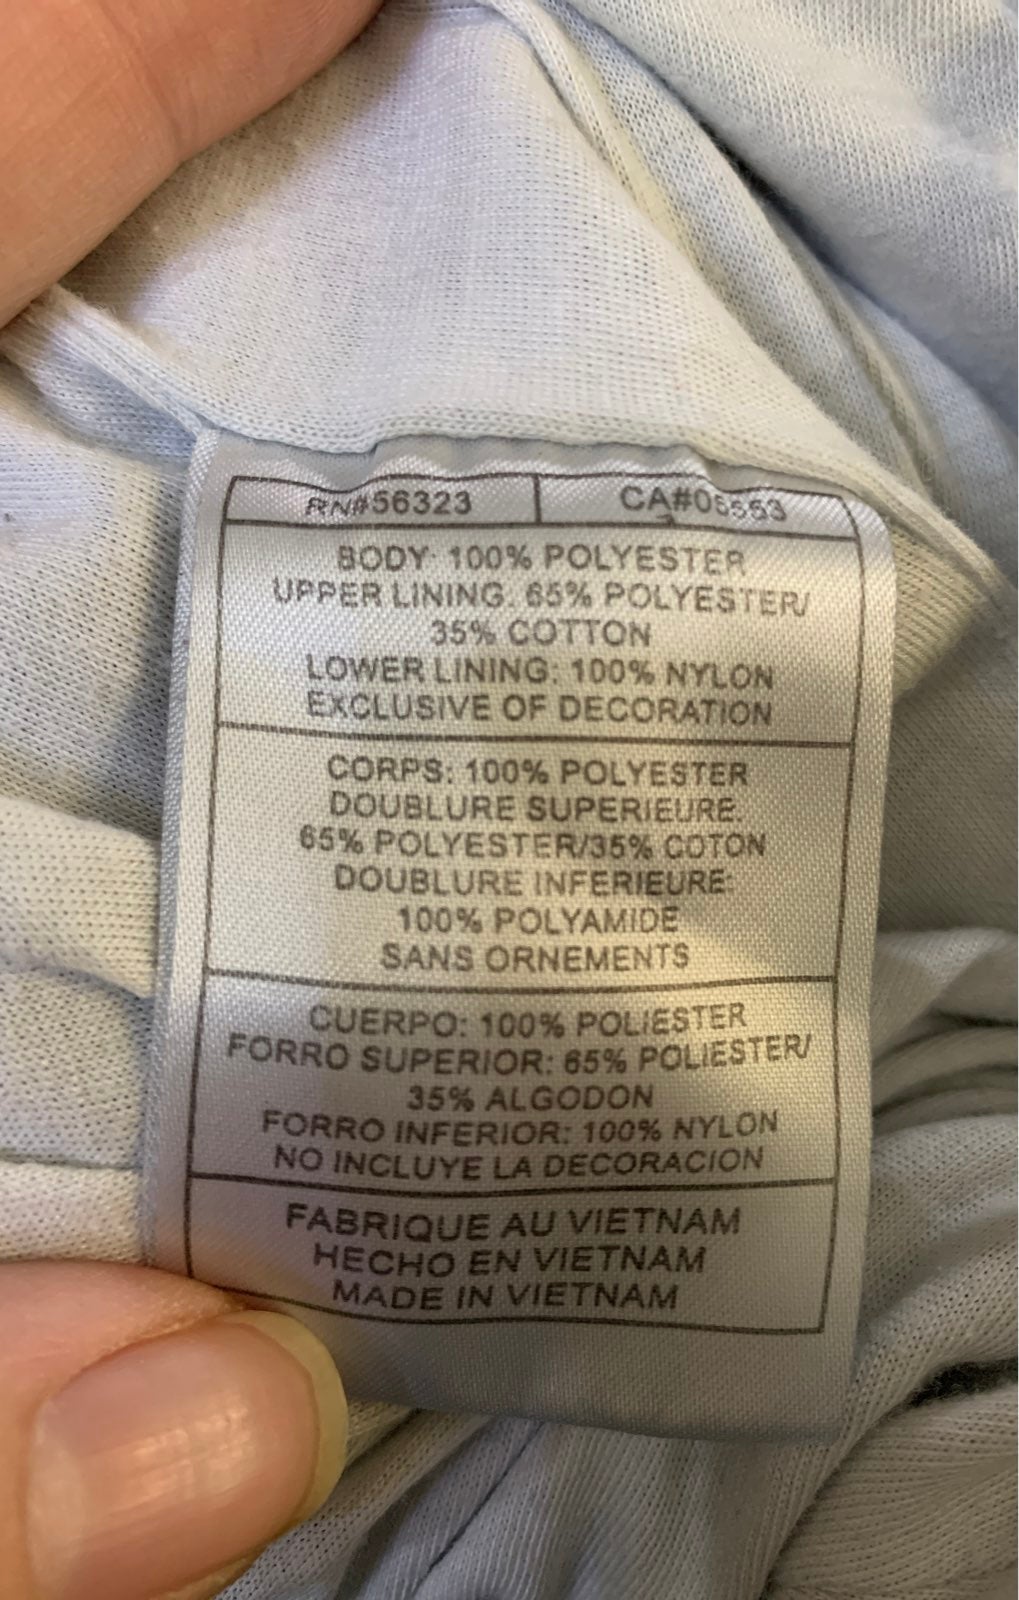 RN#56323
CA#05553
BODY: 100% POLYESTER
UPPER LINING: 65% POLYESTER/
35% COTTON
LOWER LINING: 100% NYLON
EXCLUSIVE OF DECORATION
CORPS: 100% POLYESTER
DOUBLURE SUPERIEURE:
65% POLYESTER/35% COTON
DOUBLURE INFERIEURE:
100% POLYAMIDE
SANS ORNEMENTS
CUERPO: 100% POLIESTER
FORRO SUPERIOR: 65% POLIESTER/
35% ALGODON
FORRO INFERIOR: 100% NYLON
NO INCLUYE LA DECORACION
FABRIQUE AU VIETNAM
HECHO EN VIETNAM
MADE IN VIETNAM